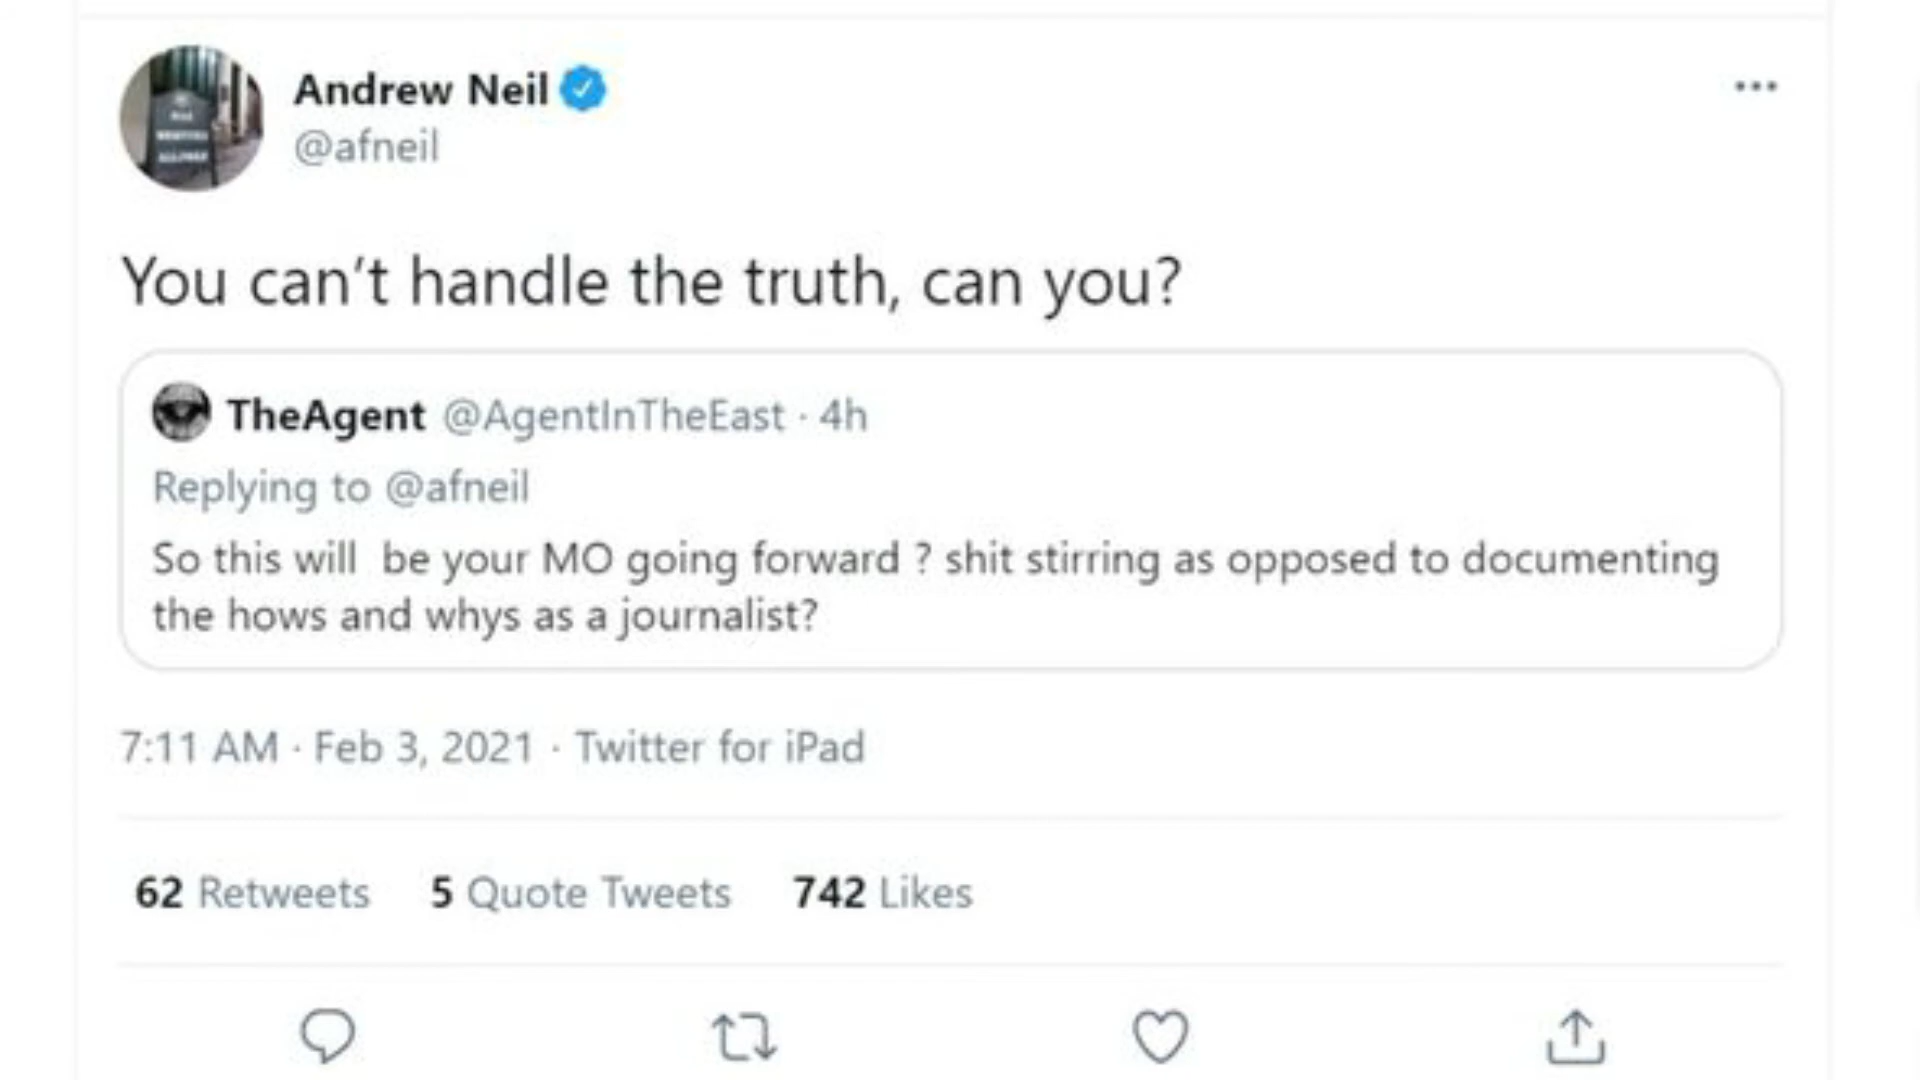 Andrew Neil
@afneil
You can't handle the truth, can you?
TheAgent @AgentInTheEast · 4h
Replying to @afneil
So this will  be your MO going forward ? shit stirring as opposed to documenting
the hows and whys as a journalist?
7:11 AM · Feb 3, 2021 · Twitter for iPad
62 Retweets 5 Quote Tweets 742 Likes